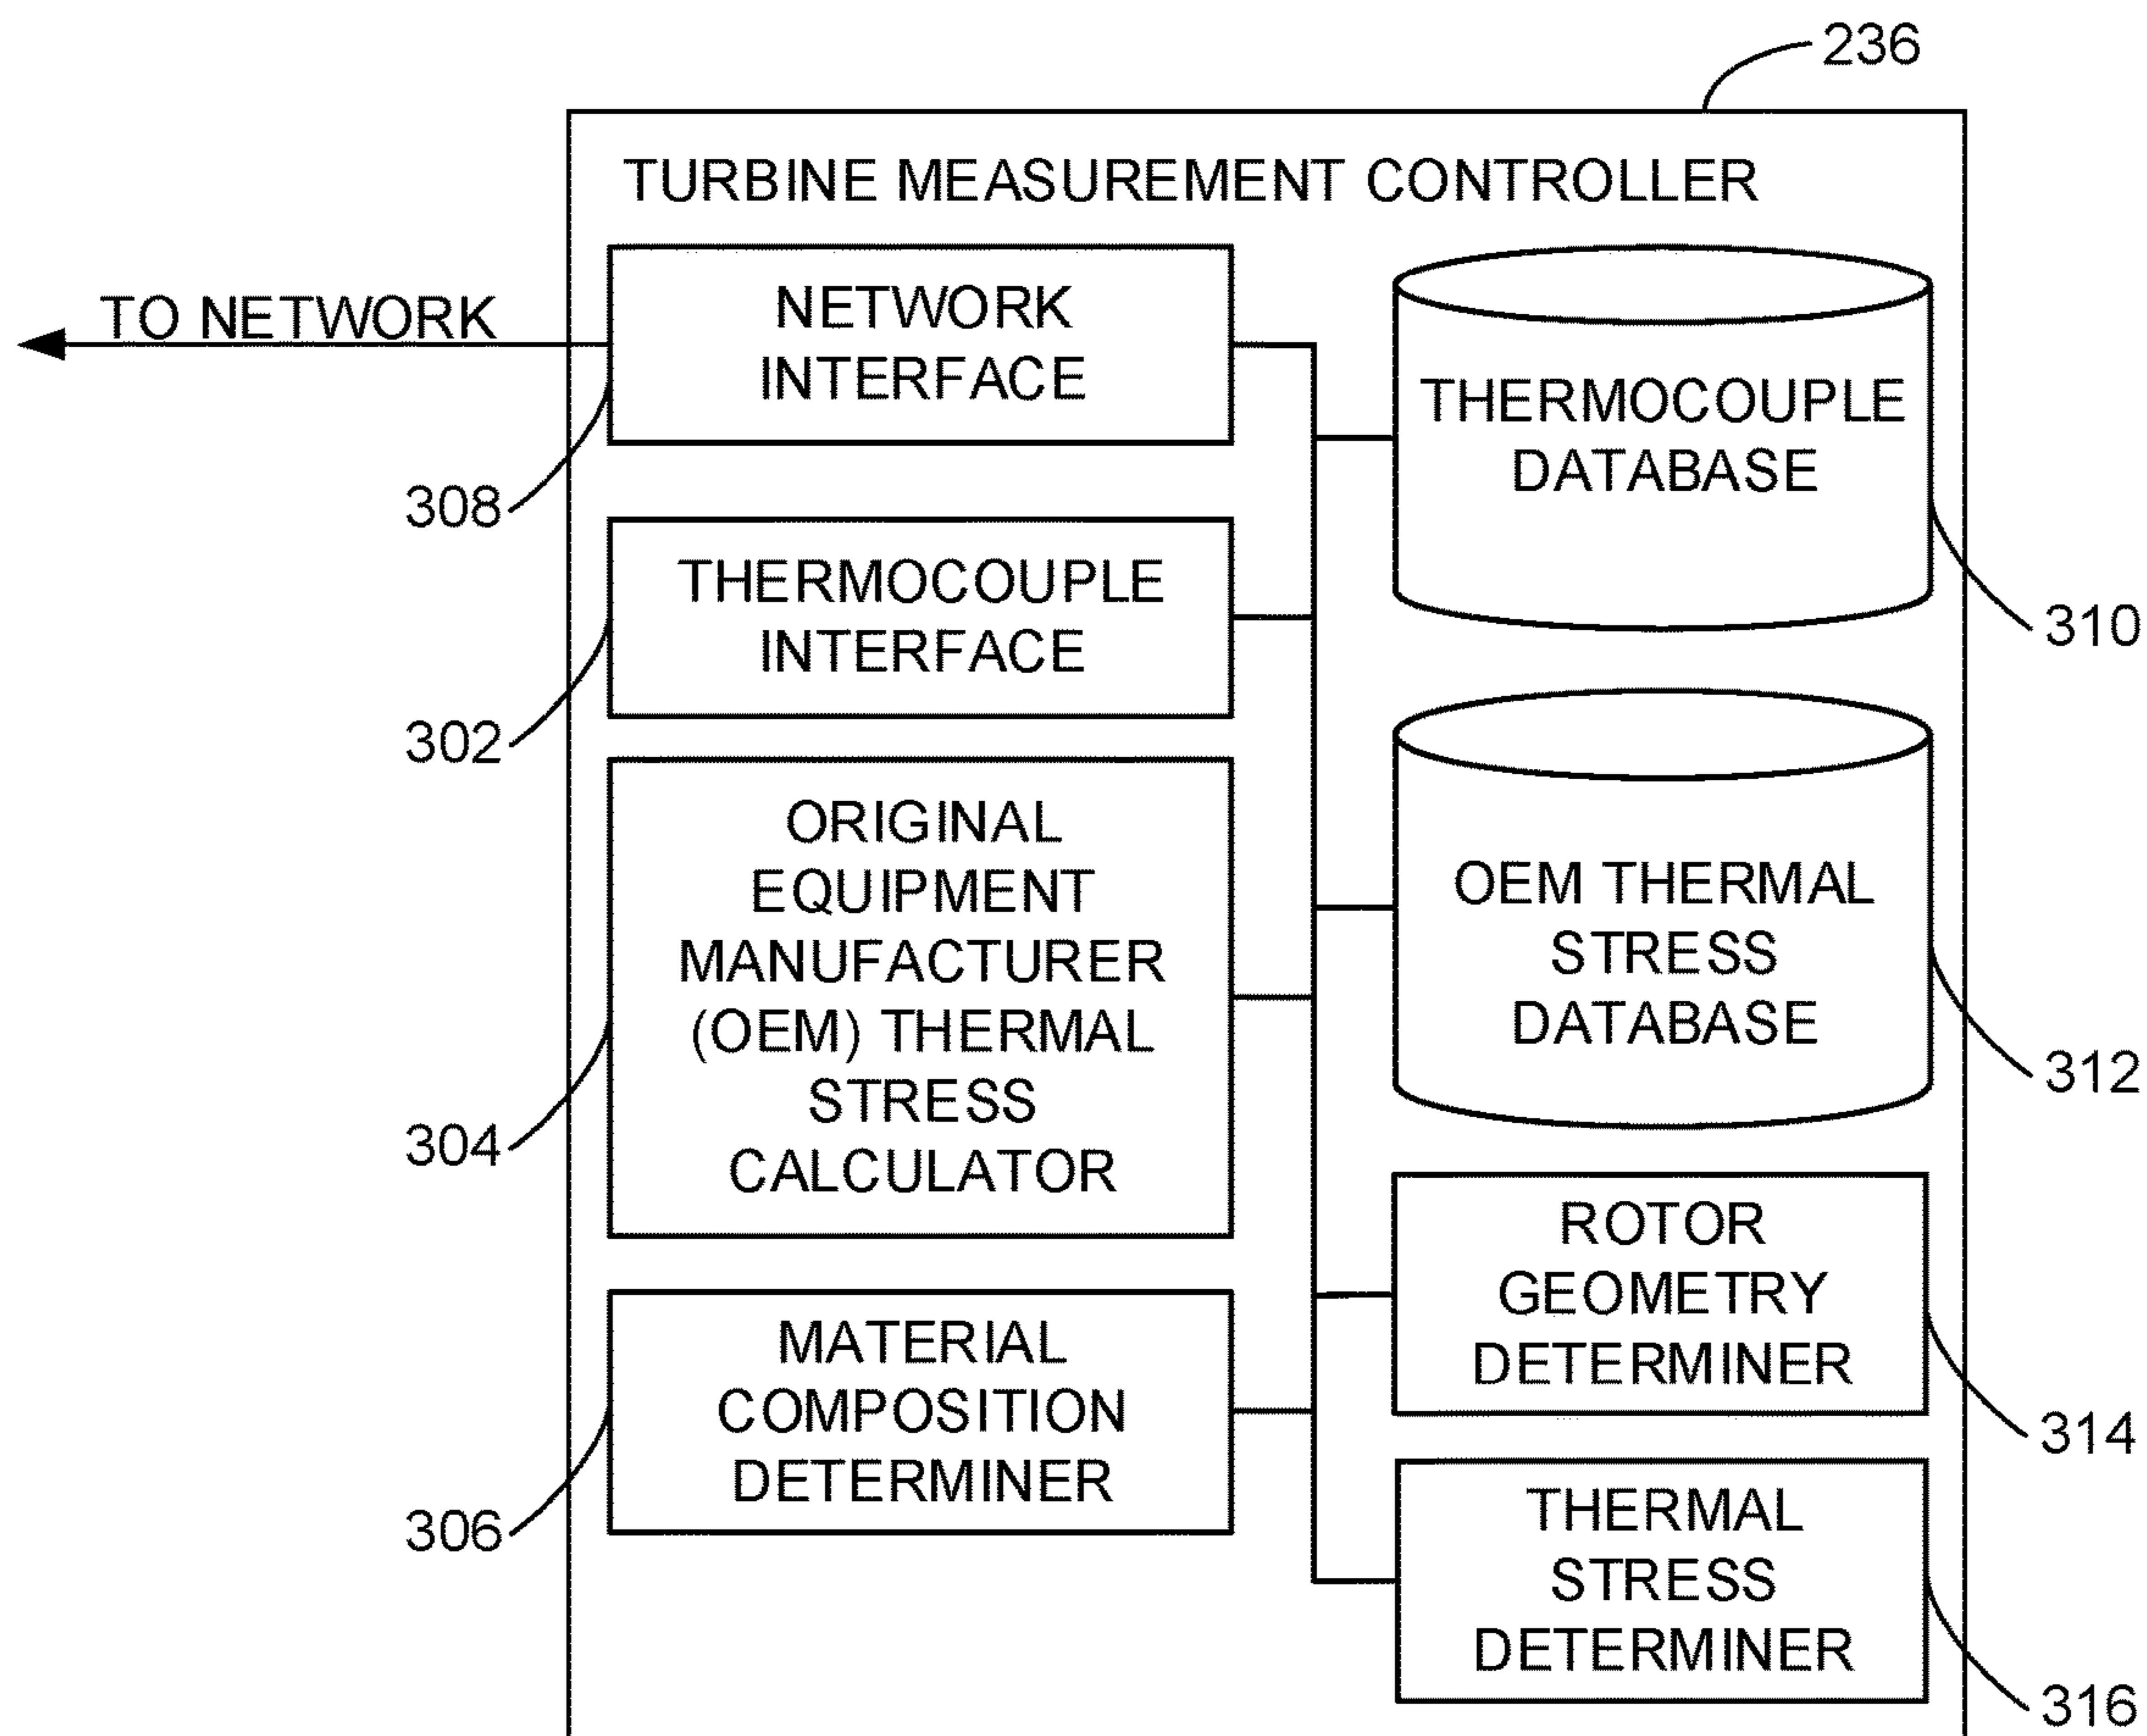 236
TURBINE MEASUREMENT CONTROLLER
TO NETWORK
NETWORK
INTERFACE
308
THERMOCOUPLE
INTERFACE
302
ORIGINAL
EQUIPMENT
MANUFACTURER
(OEM) THERMAL
STRESS
CALCULATOR
304
MATERIAL
COMPOSITION
DETERMINER
306
THERMOCOUPLE
DATABASE
310
OEM THERMAL
STRESS
DATABASE
312
ROTOR
GEOMETRY
DETERMINER
314
THERMAL
STRESS
DETERMINER
316